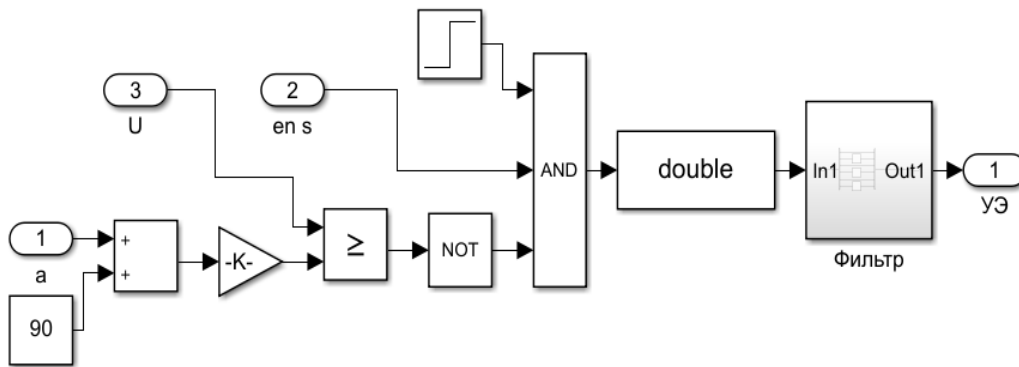 3
U
2
en s
1
a
+
+
90
-K-
≥
NOT
AND
double
In1
Out1
Фильтр
1
УЭ